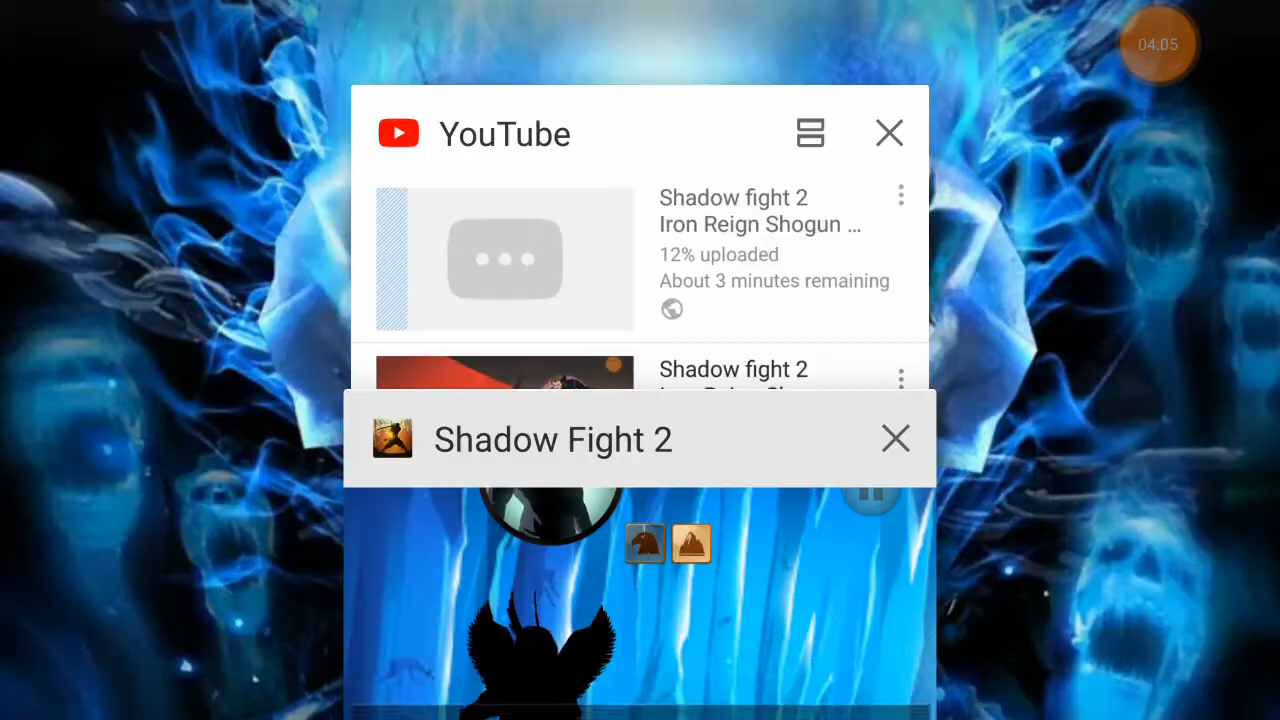 04:05
YouTube
Shadow fight 2
Iron Reign Shogun ...
12% uploaded
About 3 minutes remaining
Shadow fight 2
Shadow Fight 2